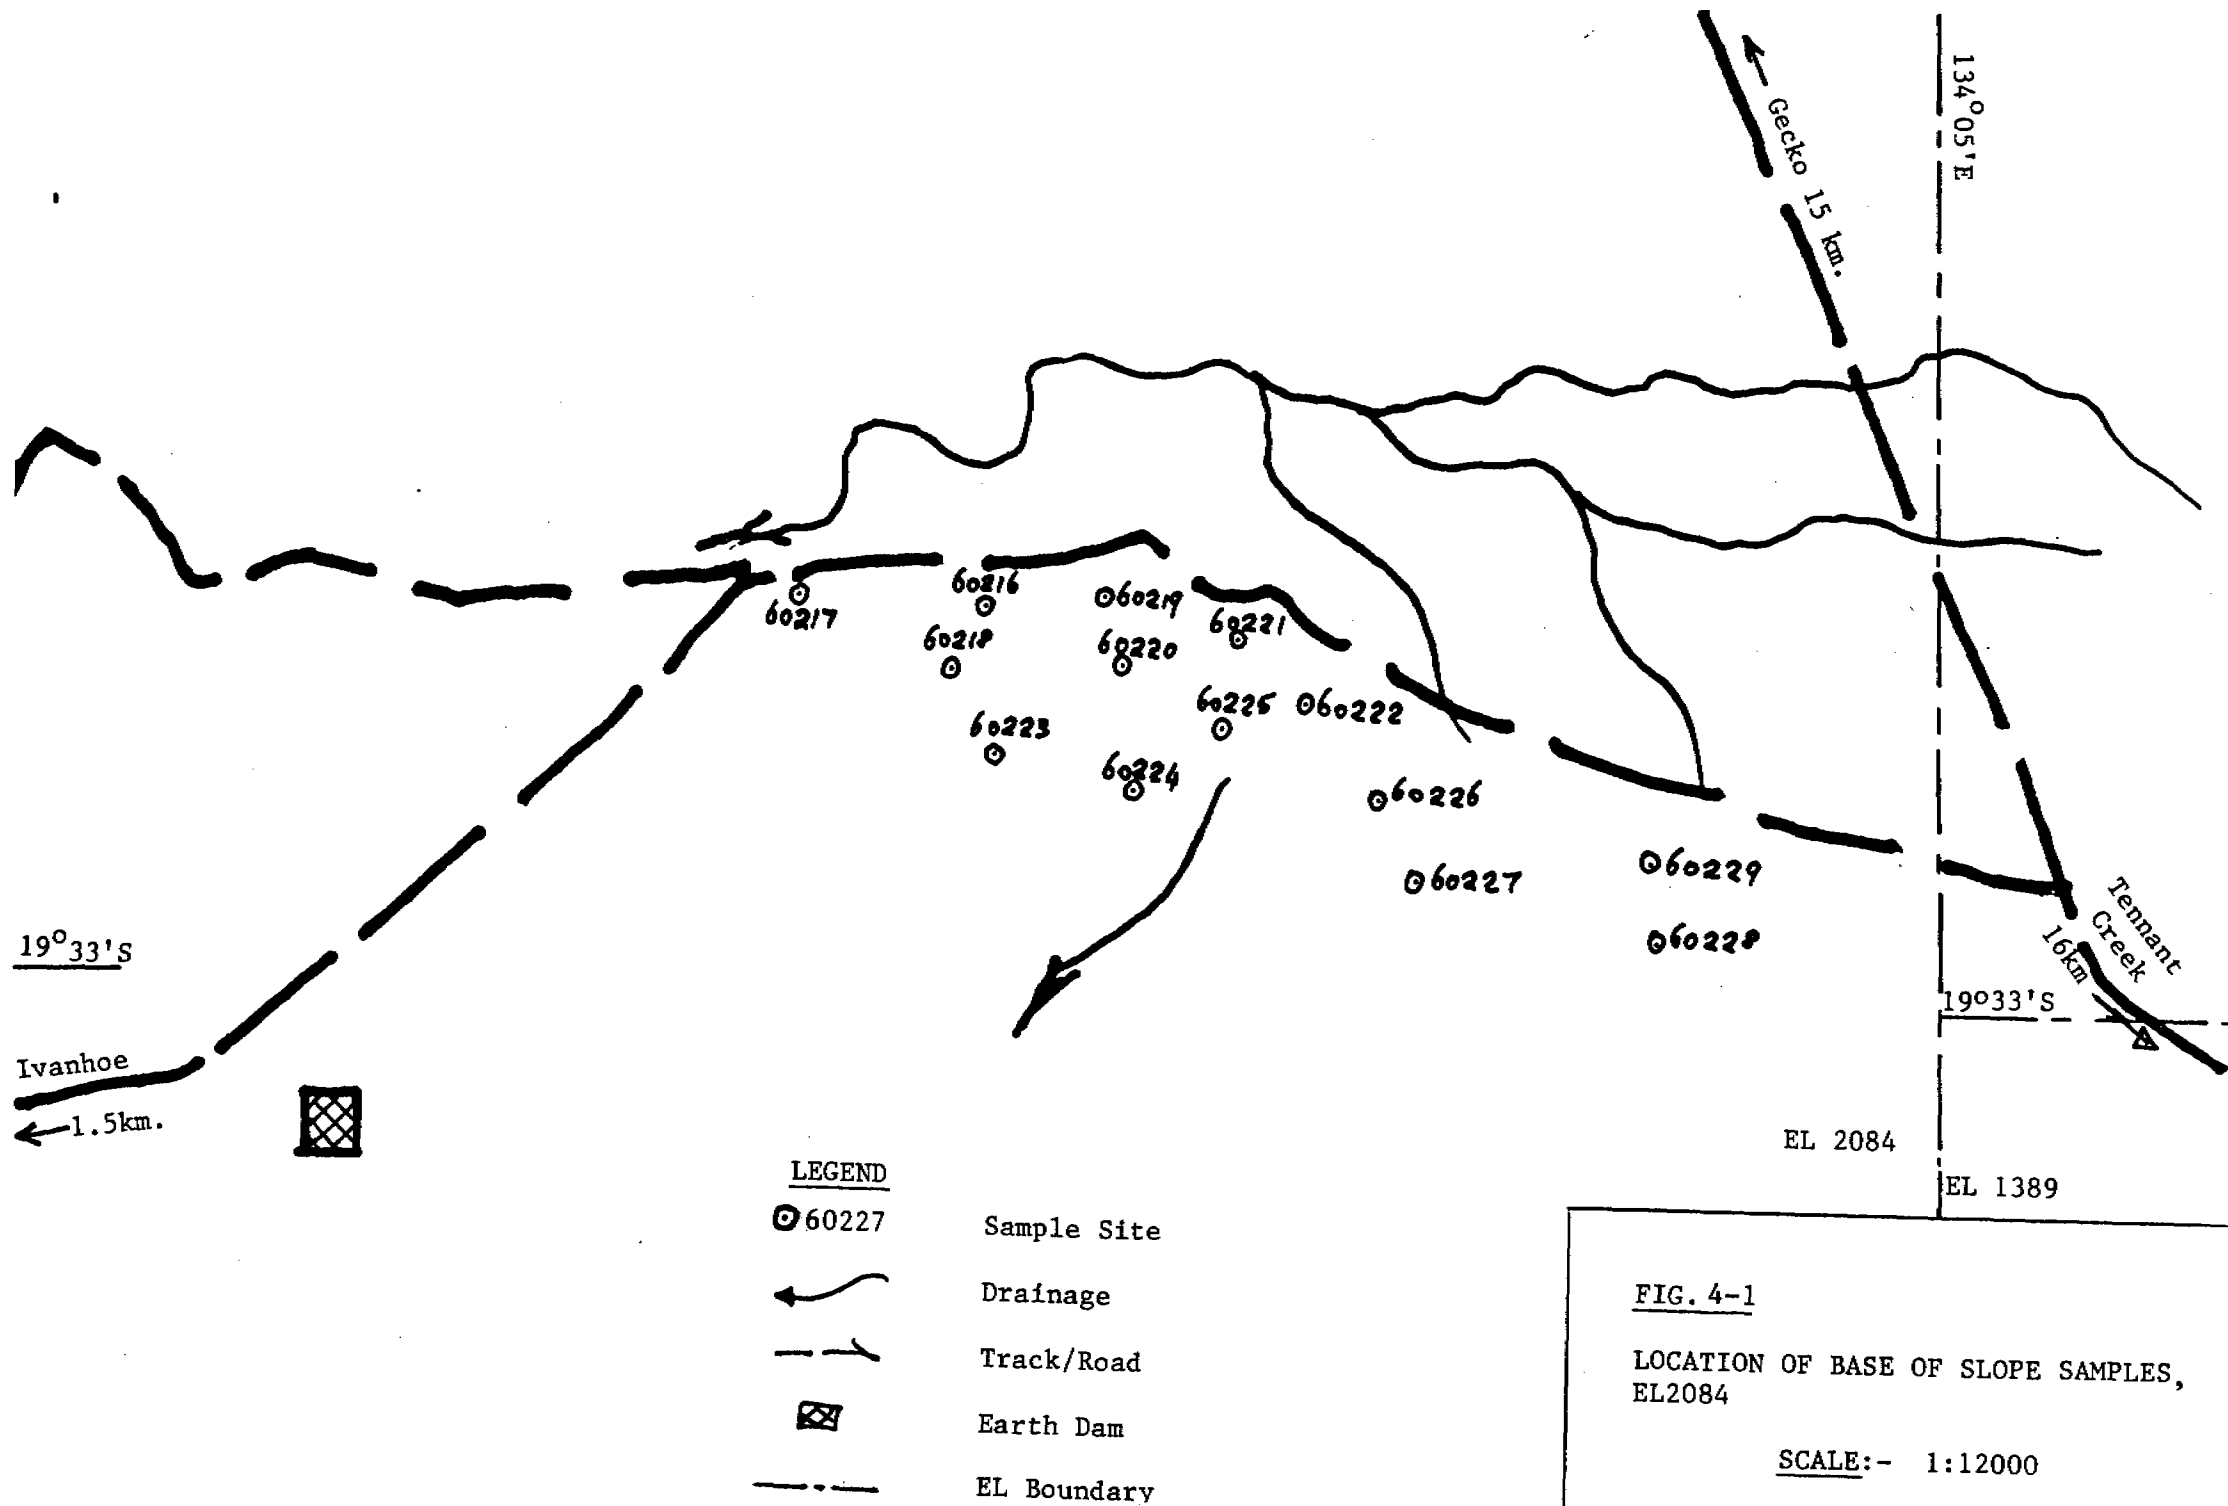 134°05'E
Gecko 15 km.
60216
60217
60219
60218
60220
60221
60225
60222
60223
60224
60226
60227
60229
60228
19°33'S
Tennant
Creek
16km
19°33'S
Ivanhoe
1.5km.
EL 2084
EL 1389
LEGEND
60227 Sample Site
Drainage
Track/Road
Earth Dam
EL Boundary
FIG. 4-1
LOCATION OF BASE OF SLOPE SAMPLES,
EL2084
SCALE:- 1:12000